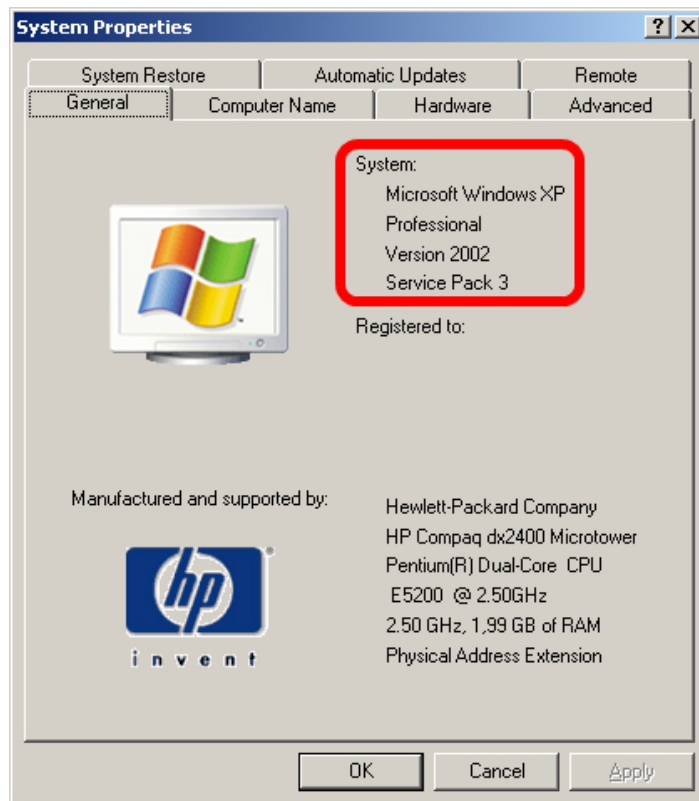 System Properties
? X
System Restore Automatic Updates Remote
General Computer Name Hardware Advanced
System:
Microsoft Windows XP
Professional
Version 2002
Service Pack 3
Registered to:
Manufactured and supported by:
Hewlett-Packard Company
HP Compaq dx2400 Microtower
Pentium(R) Dual-Core CPU
E5200 @ 2.50GHz
2.50 GHz, 1,99 GB of RAM
Physical Address Extension
hp
®
invent
OK Cancel Apply